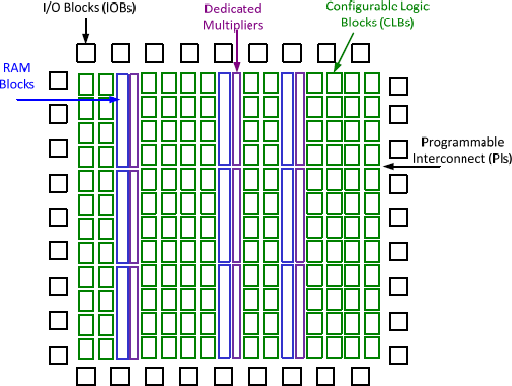 I/O Blocks (IOBs)
Dedicated
Multipliers
Configurable Logic
Blocks (CLBs)
RAM
Blocks
Programmable
Interconnect (PIs)